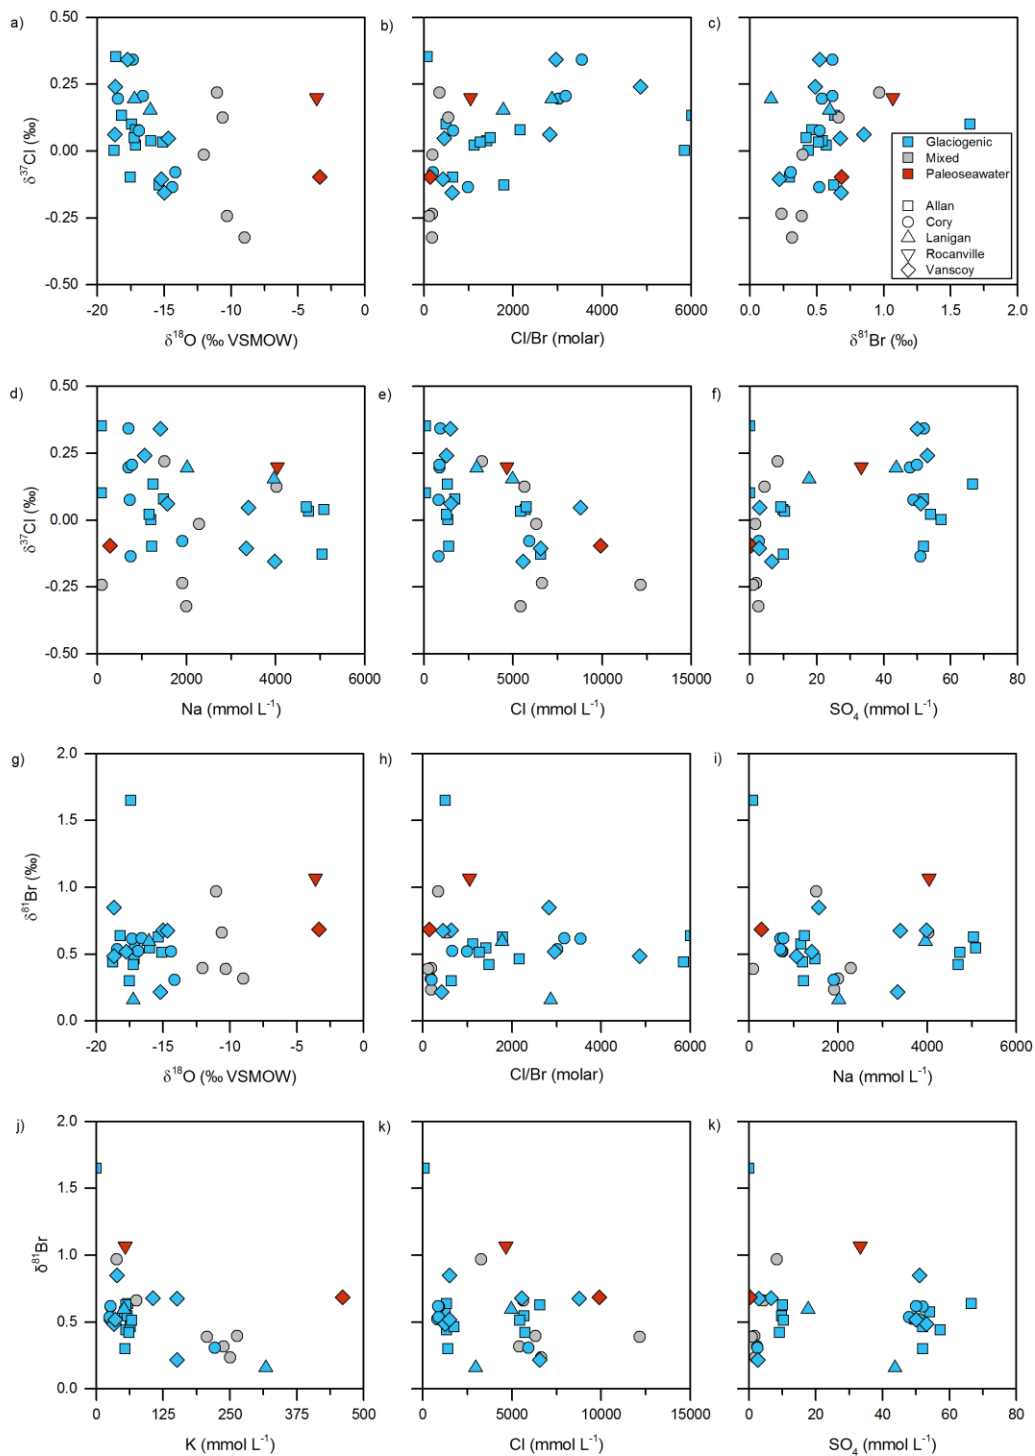 a) b) c)
0.50
0.25
0.00
-0.25
-0.50
δ³⁷Cl (‰)
-20 -15 -10 -5 0
0 2000 4000 6000
0.0 0.5 1.0 1.5 2.0
δ¹⁸O (‰ VSMOW)
Cl/Br (molar)
δ⁸¹Br (‰)
Glaciogenic
Mixed
Paleoseawater
Allan
Cory
Lanigan
Rocanville
Vanscoy
d) e) f)
0.50
0.25
0.00
-0.25
-0.50
δ³⁷Cl (‰)
0 2000 4000 6000
0 5000 10000 15000
0 20 40 60 80
Na (mmol L⁻¹)
Cl (mmol L⁻¹)
SO₄ (mmol L⁻¹)
g) h) i)
2.0
1.5
1.0
0.5
0.0
δ⁸¹Br (‰)
-20 -15 -10 -5 0
0 2000 4000 6000
0 2000 4000 6000
δ¹⁸O (‰ VSMOW)
Cl/Br (molar)
Na (mmol L⁻¹)
j) k) k)
2.0
1.5
1.0
0.5
0.0
δ⁸¹Br
0 125 250 375 500
0 5000 10000 15000
0 20 40 60 80
K (mmol L⁻¹)
Cl (mmol L⁻¹)
SO₄ (mmol L⁻¹)